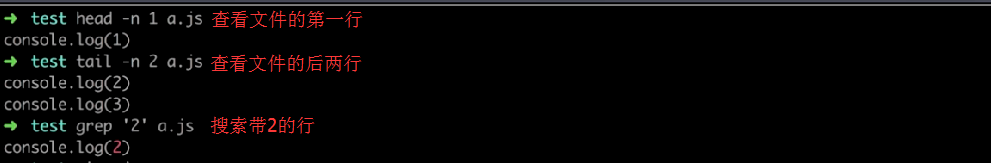 ➜ test head -n 1 a.js 查看文件的第一行
console.log(1)
➜ test tail -n 2 a.js 查看文件的后两行
console.log(2)
console.log(3)
➜ test grep '2' a.js 搜索带2的行
console.log(2)